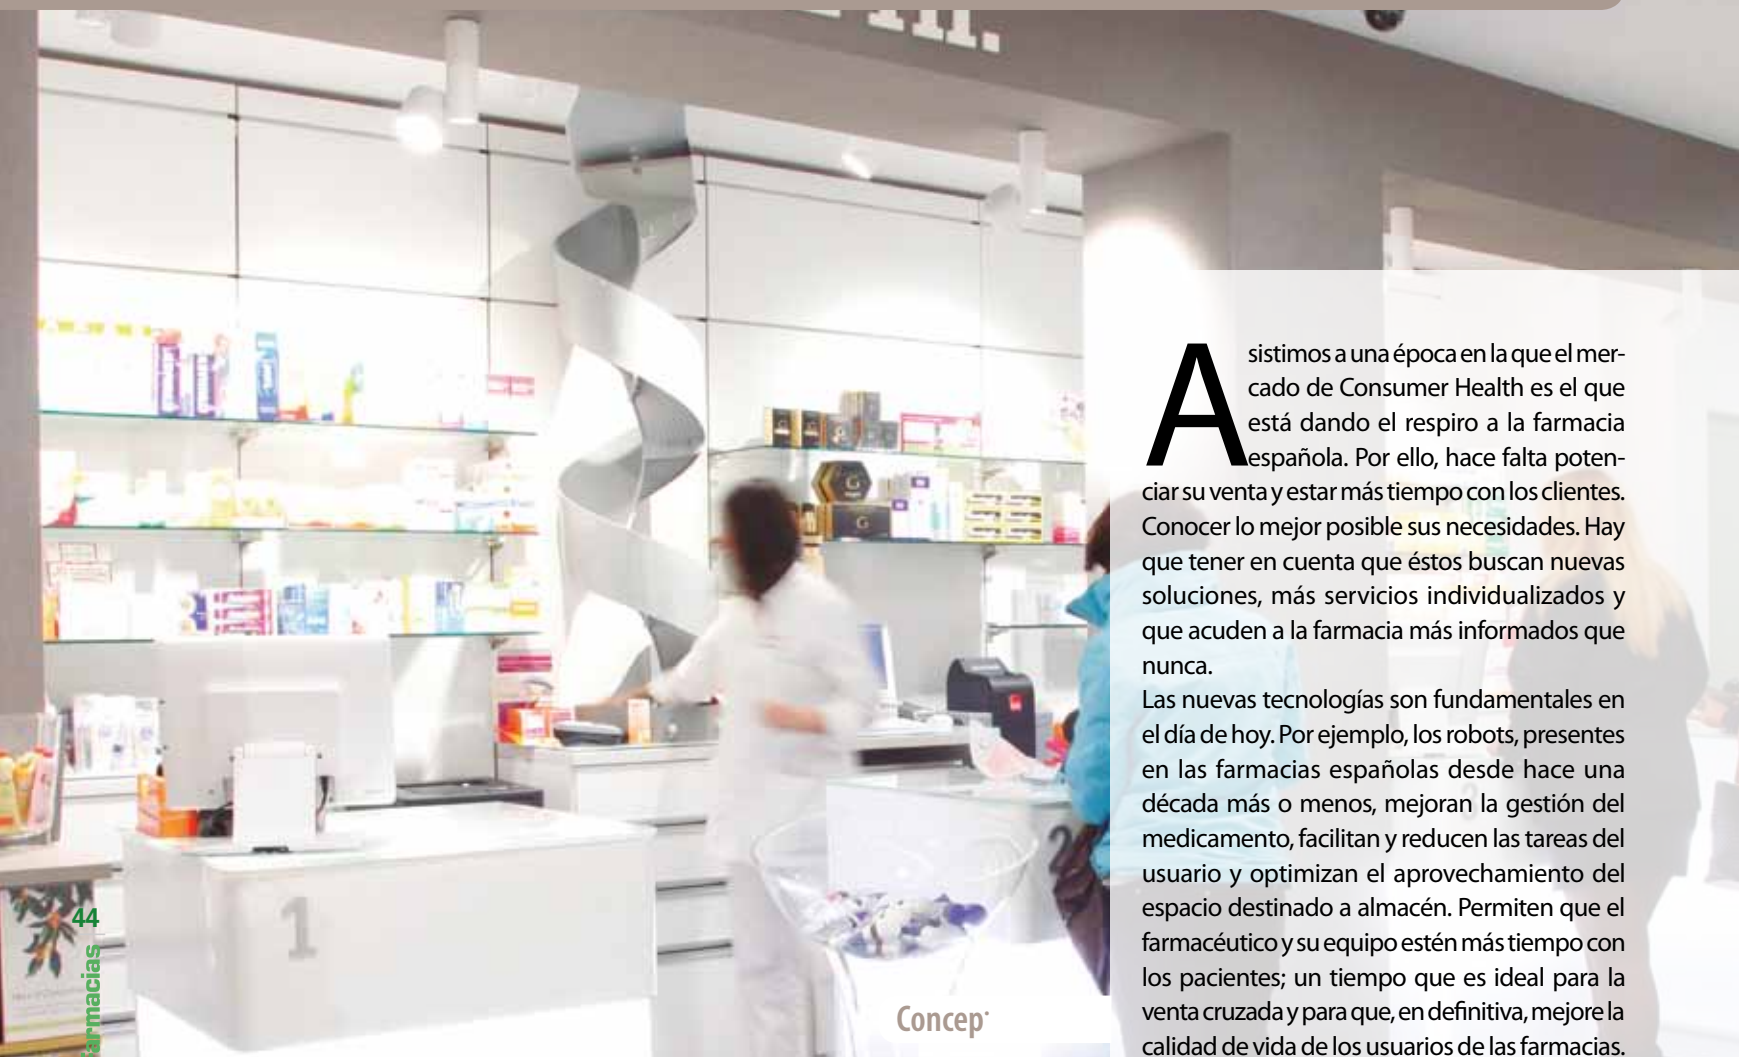 Asistimos a una época en la que el mer-
cado de Consumer Health es el que
está dando el respiro a la farmacia
española. Por ello, hace falta poten-
ciar su venta y estar más tiempo con los clientes.
Conocer lo mejor posible sus necesidades. Hay
que tener en cuenta que éstos buscan nuevas
soluciones, más servicios individualizados y
que acuden a la farmacia más informados que
nunca.
Las nuevas tecnologías son fundamentales en
el día de hoy. Por ejemplo, los robots, presentes
en las farmacias españolas desde hace una
década más o menos, mejoran la gestión del
medicamento, facilitan y reducen las tareas del
usuario y optimizan el aprovechamiento del
espacio destinado a almacén. Permiten que el
farmacéutico y su equipo estén más tiempo con
los pacientes; un tiempo que es ideal para la
venta cruzada y para que, en definitiva, mejore la
calidad de vida de los usuarios de las farmacias.
1
2
3
44
Farmacias
Concep